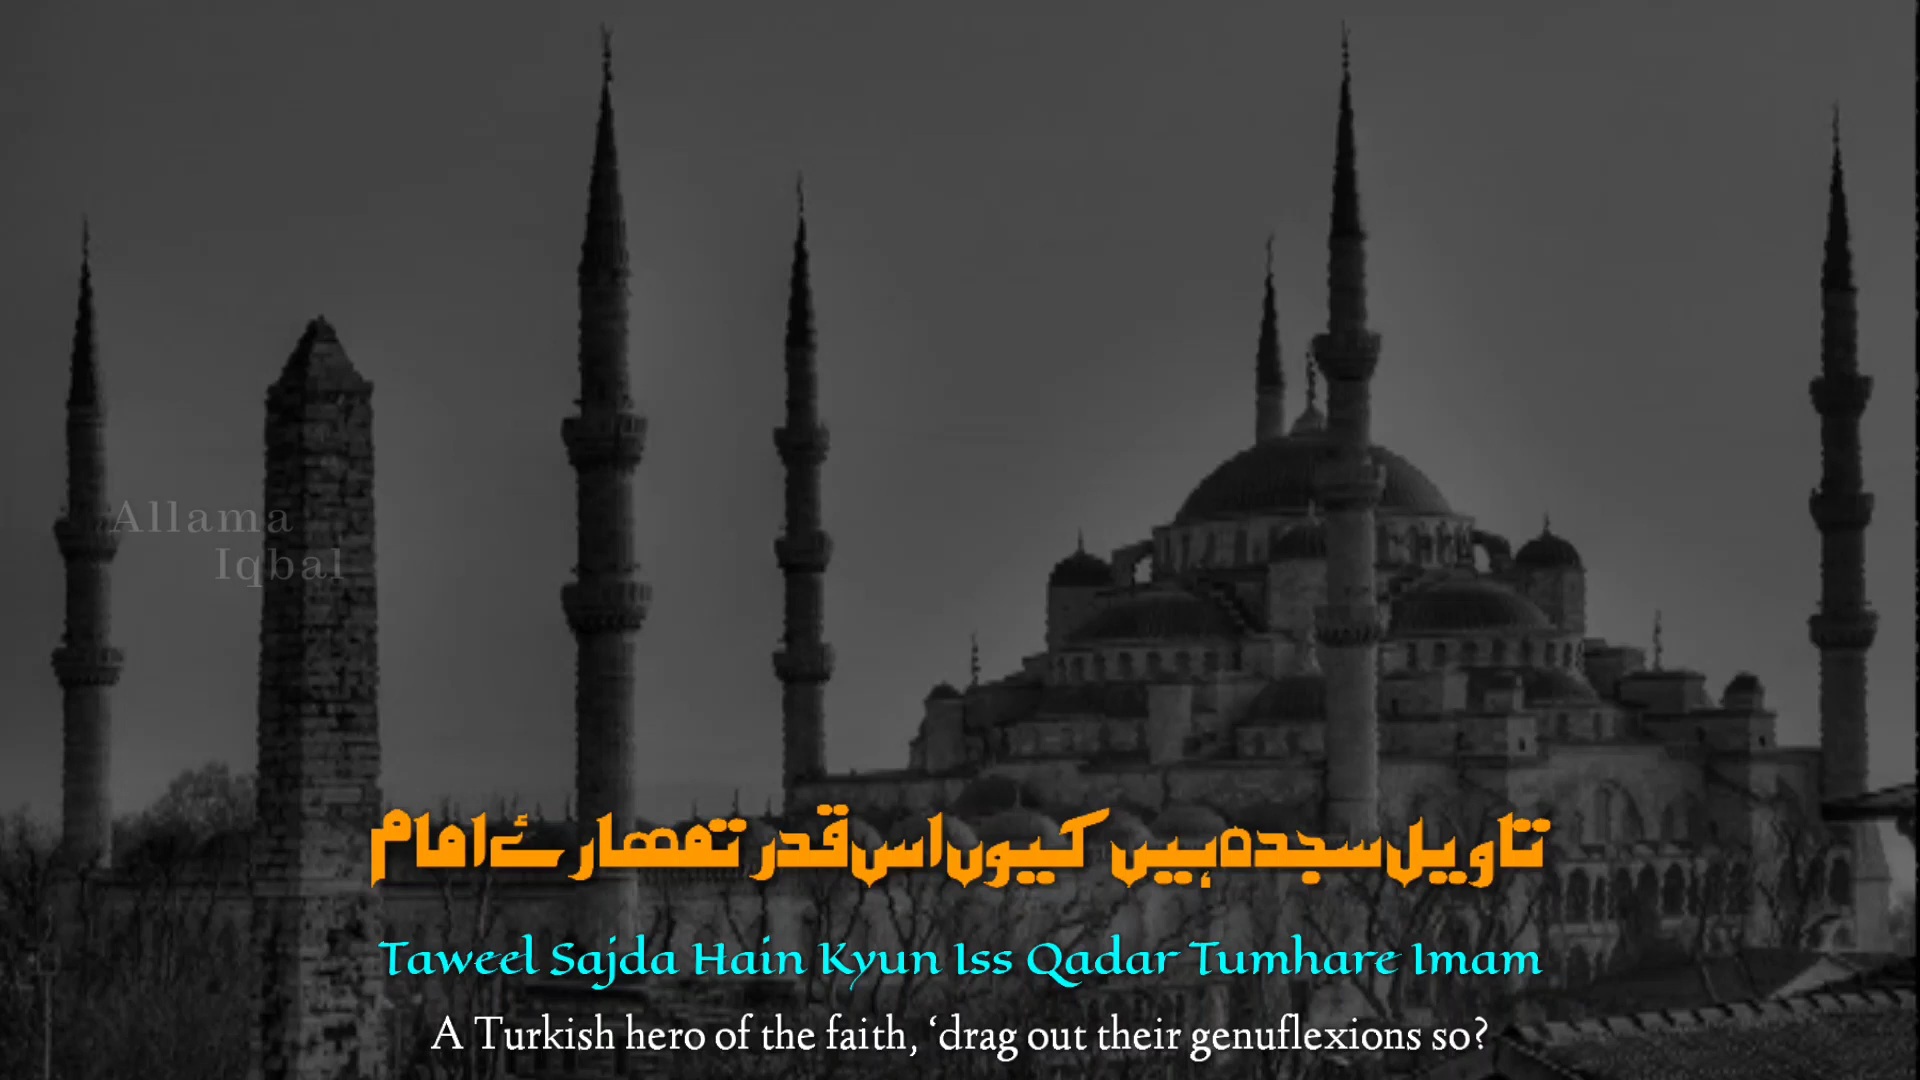 Allama
Iqbal
تاویل سجدہ ہیں کیوں اس قدر تمھارے امام
Taweel Sajda Hain Kyun Iss Qadar Tumhare Imam
A Turkish hero of the faith, ‘drag out their genuflexions so?